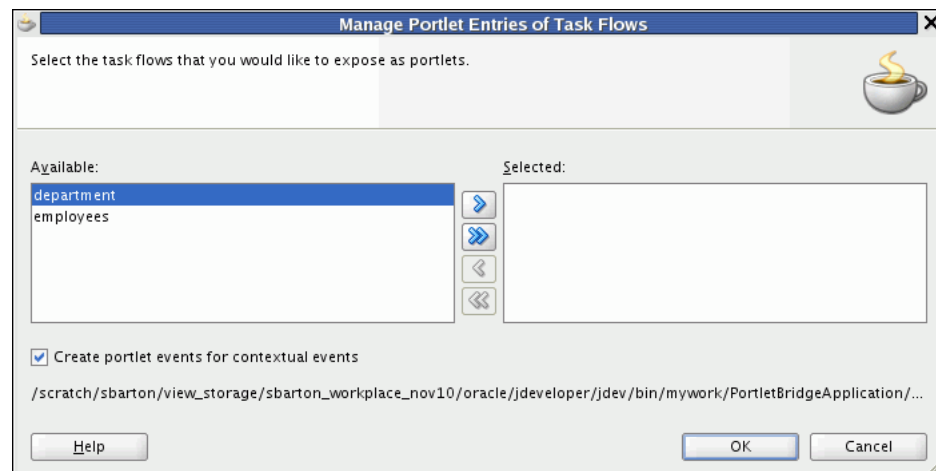 Manage Portlet Entries of Task Flows
Select the task flows that you would like to expose as portlets.
Available:
Selected:
department
employees
Create portlet events for contextual events
/scratch/sbarton/view_storage/sbarton_workplace_nov10/oracle/jdeveloper/jdev/bin/mywork/PortletBridgeApplication/...
Help
OK
Cancel